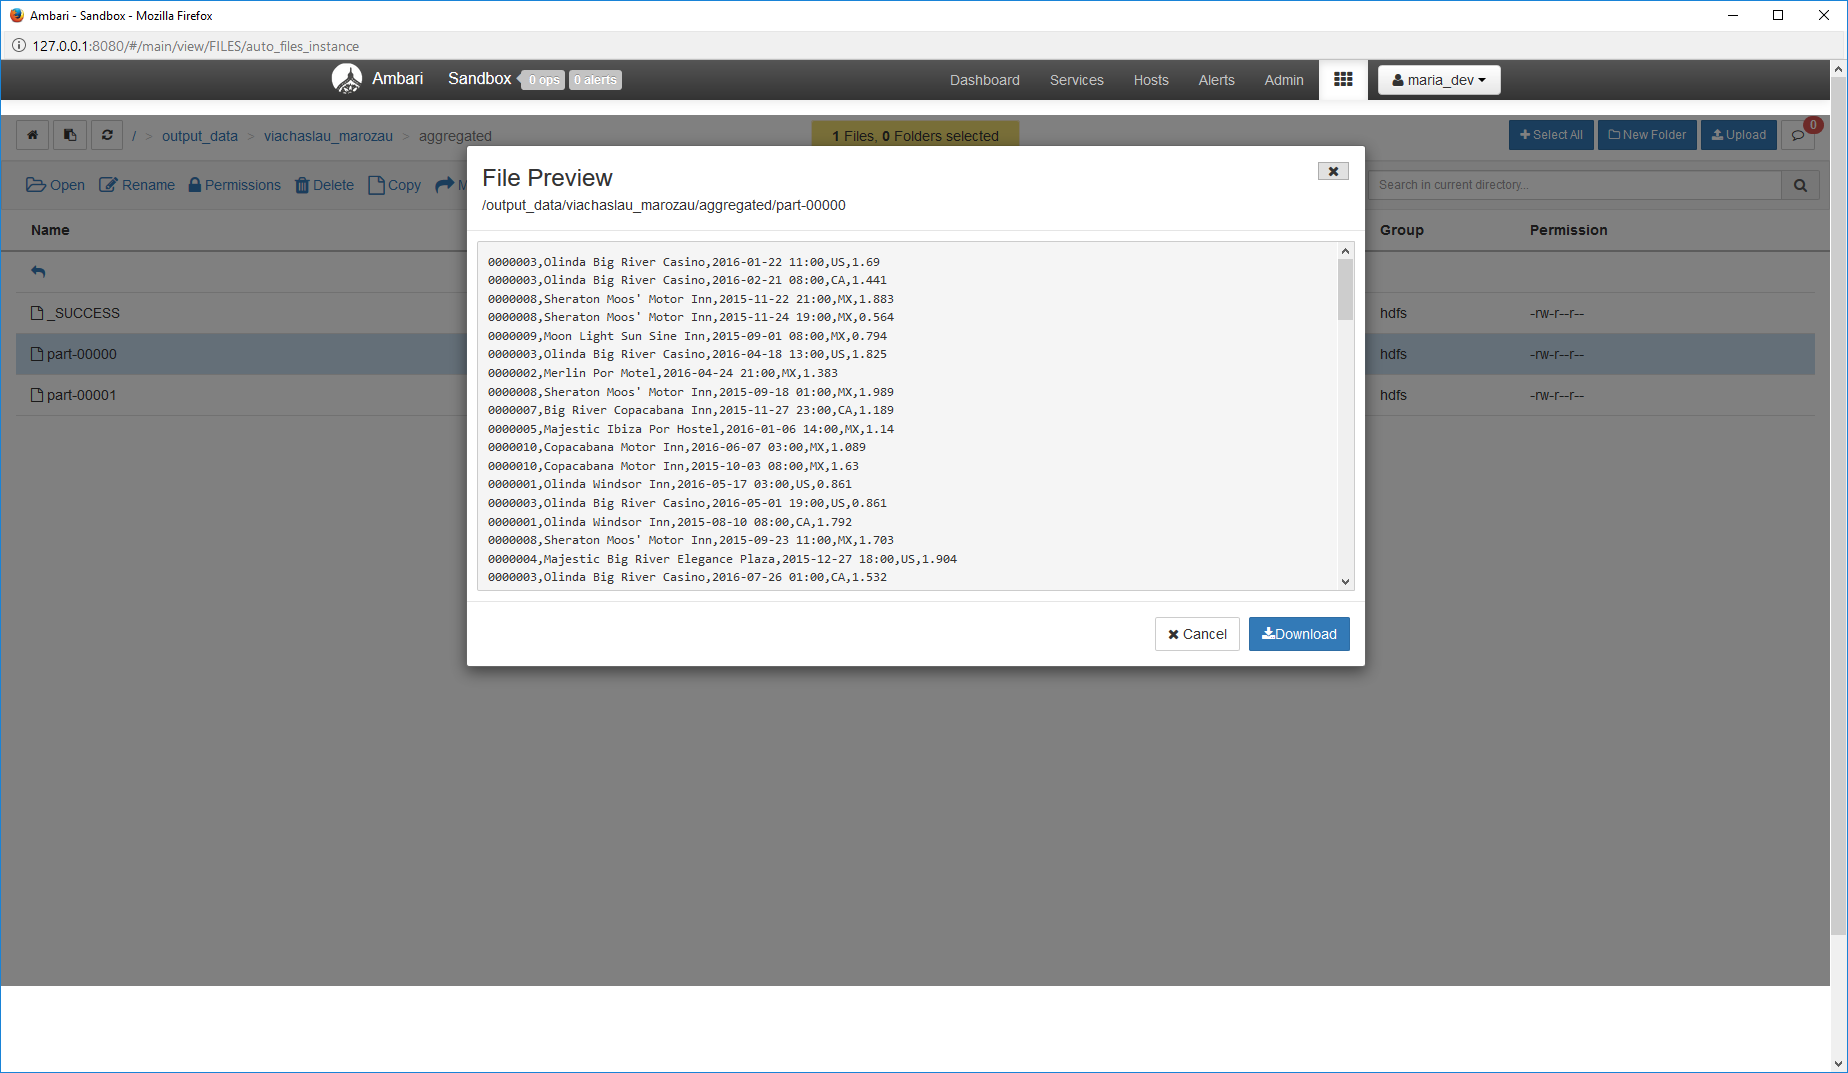 Ambari - Sandbox - Mozilla Firefox
127.0.0.1:8080/#/main/view/FILES/auto_files_instance
Ambari Sandbox 0 ops 0 alerts Dashboard Services Hosts Alerts Admin maria_dev
/ > output_data > viachaslau_marozau > aggregated 1 Files, 0 Folders selected Select All New Folder Upload 0
Open Rename Permissions Delete Copy M Search in current directory...
File Preview
/output_data/viachaslau_marozau/aggregated/part-00000
Name Group Permission
_SUCCESS hdfs -rw-r--r--
part-00000 hdfs -rw-r--r--
part-00001 hdfs -rw-r--r--
0000003,Olinda Big River Casino,2016-01-22 11:00,US,1.69
0000003,Olinda Big River Casino,2016-02-21 08:00,CA,1.441
0000008,Sheraton Moos' Motor Inn,2015-11-22 21:00,MX,1.883
0000008,Sheraton Moos' Motor Inn,2015-11-24 19:00,MX,0.564
0000009,Moon Light Sun Sine Inn,2015-09-01 08:00,MX,0.794
0000003,Olinda Big River Casino,2016-04-18 13:00,US,1.825
0000002,Merlin Por Motel,2016-04-24 21:00,MX,1.383
0000008,Sheraton Moos' Motor Inn,2015-09-18 01:00,MX,1.989
0000007,Big River Copacabana Inn,2015-11-27 23:00,CA,1.189
0000005,Majestic Ibiza Por Hostel,2016-01-06 14:00,MX,1.14
0000010,Copacabana Motor Inn,2016-06-07 03:00,MX,1.089
0000010,Copacabana Motor Inn,2015-10-03 08:00,MX,1.63
0000001,Olinda Windsor Inn,2016-05-17 03:00,US,0.861
0000003,Olinda Big River Casino,2016-05-01 19:00,US,0.861
0000001,Olinda Windsor Inn,2015-08-10 08:00,CA,1.792
0000008,Sheraton Moos' Motor Inn,2015-09-23 11:00,MX,1.703
0000004,Majestic Big River Elegance Plaza,2015-12-27 18:00,US,1.904
0000003,Olinda Big River Casino,2016-07-26 01:00,CA,1.532
Cancel Download